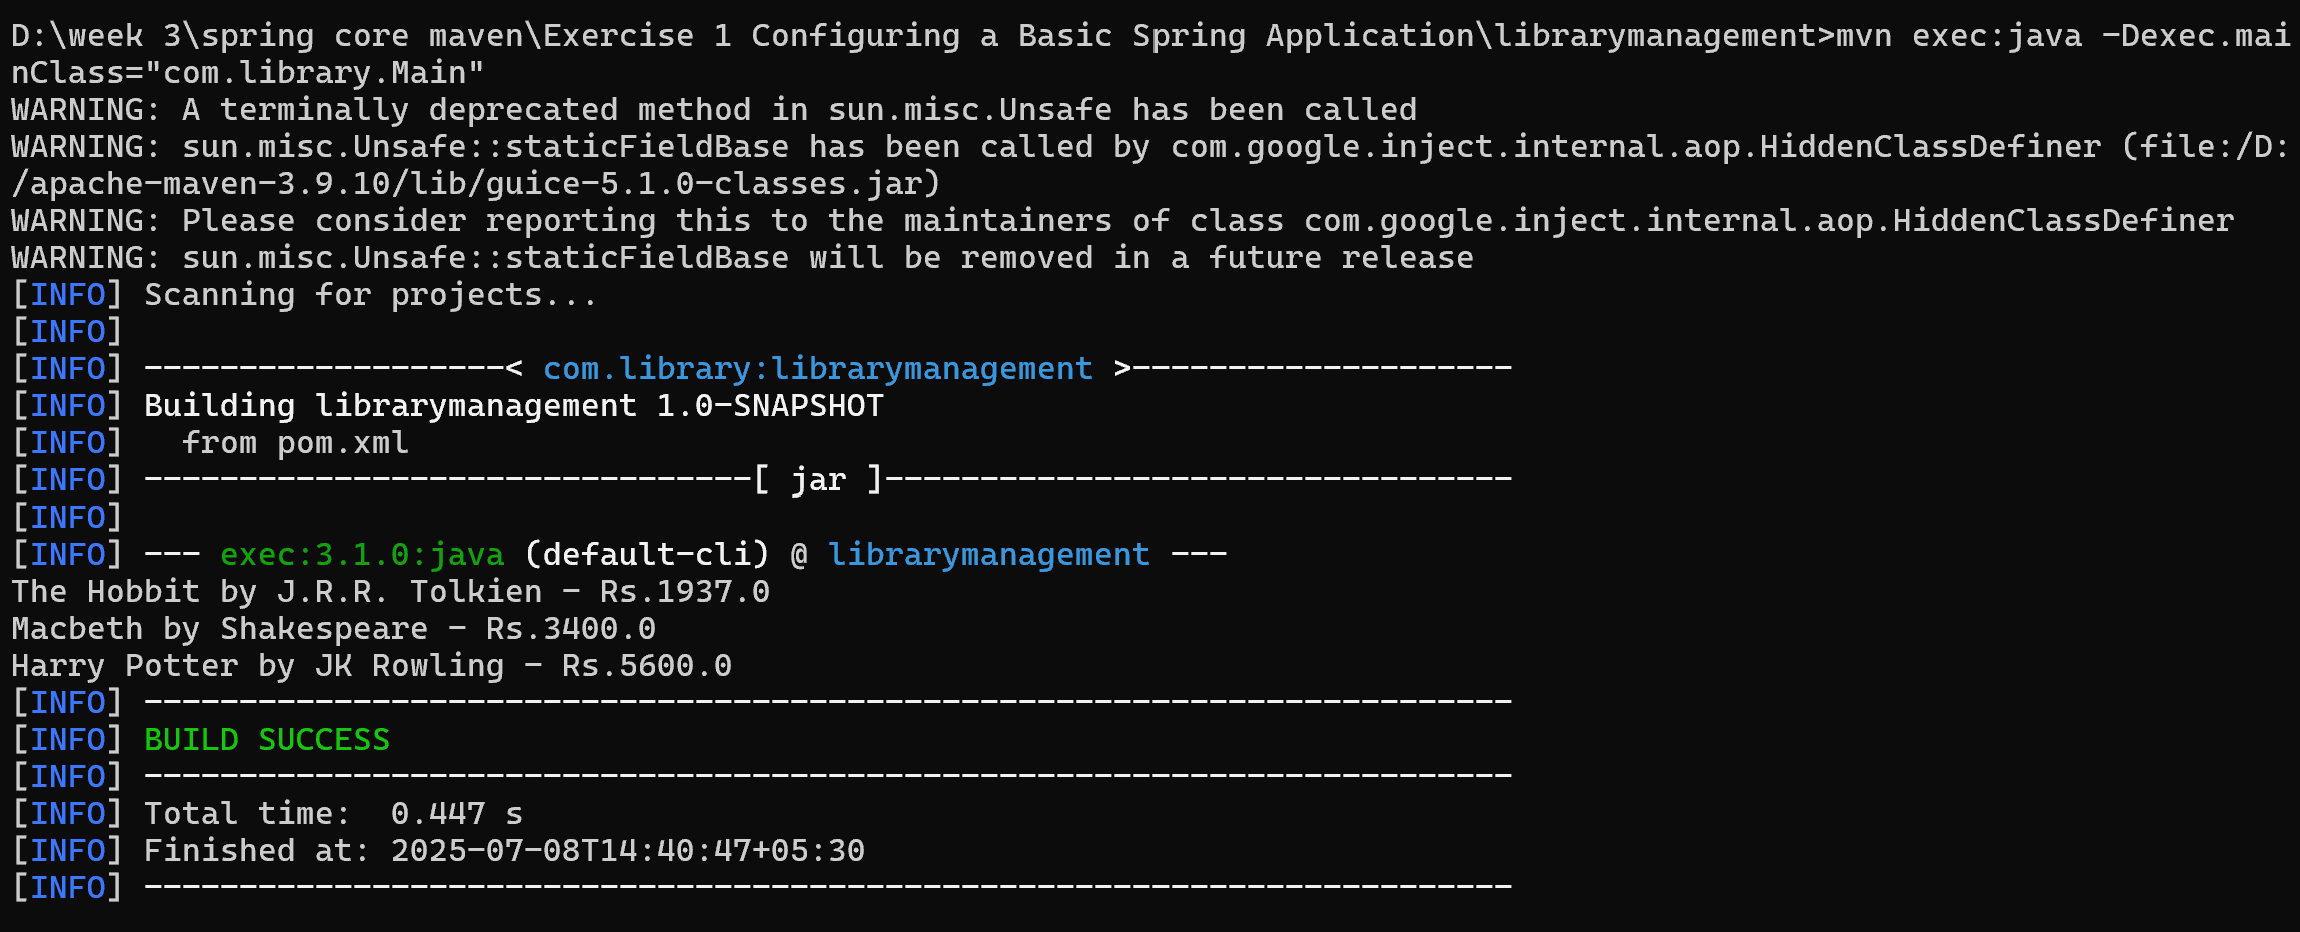 D:\week 3\spring core maven\Exercise 1 Configuring a Basic Spring Application\librarymanagement>mvn exec:java -Dexec.mai
nClass="com.library.Main"
WARNING: A terminally deprecated method in sun.misc.Unsafe has been called
WARNING: sun.misc.Unsafe::staticFieldBase has been called by com.google.inject.internal.aop.HiddenClassDefiner (file:/D:
/apache-maven-3.9.10/lib/guice-5.1.0-classes.jar)
WARNING: Please consider reporting this to the maintainers of class com.google.inject.internal.aop.HiddenClassDefiner
WARNING: sun.misc.Unsafe::staticFieldBase will be removed in a future release
[INFO] Scanning for projects...
[INFO]
[INFO] -------------------< com.library:librarymanagement >--------------------
[INFO] Building librarymanagement 1.0-SNAPSHOT
[INFO]   from pom.xml
[INFO] --------------------------------[ jar ]---------------------------------
[INFO]
[INFO] --- exec:3.1.0:java (default-cli) @ librarymanagement ---
The Hobbit by J.R.R. Tolkien - Rs.1937.0
Macbeth by Shakespeare - Rs.3400.0
Harry Potter by JK Rowling - Rs.5600.0
[INFO] ------------------------------------------------------------------------
[INFO] BUILD SUCCESS
[INFO] ------------------------------------------------------------------------
[INFO] Total time:  0.447 s
[INFO] Finished at: 2025-07-08T14:40:47+05:30
[INFO] ------------------------------------------------------------------------